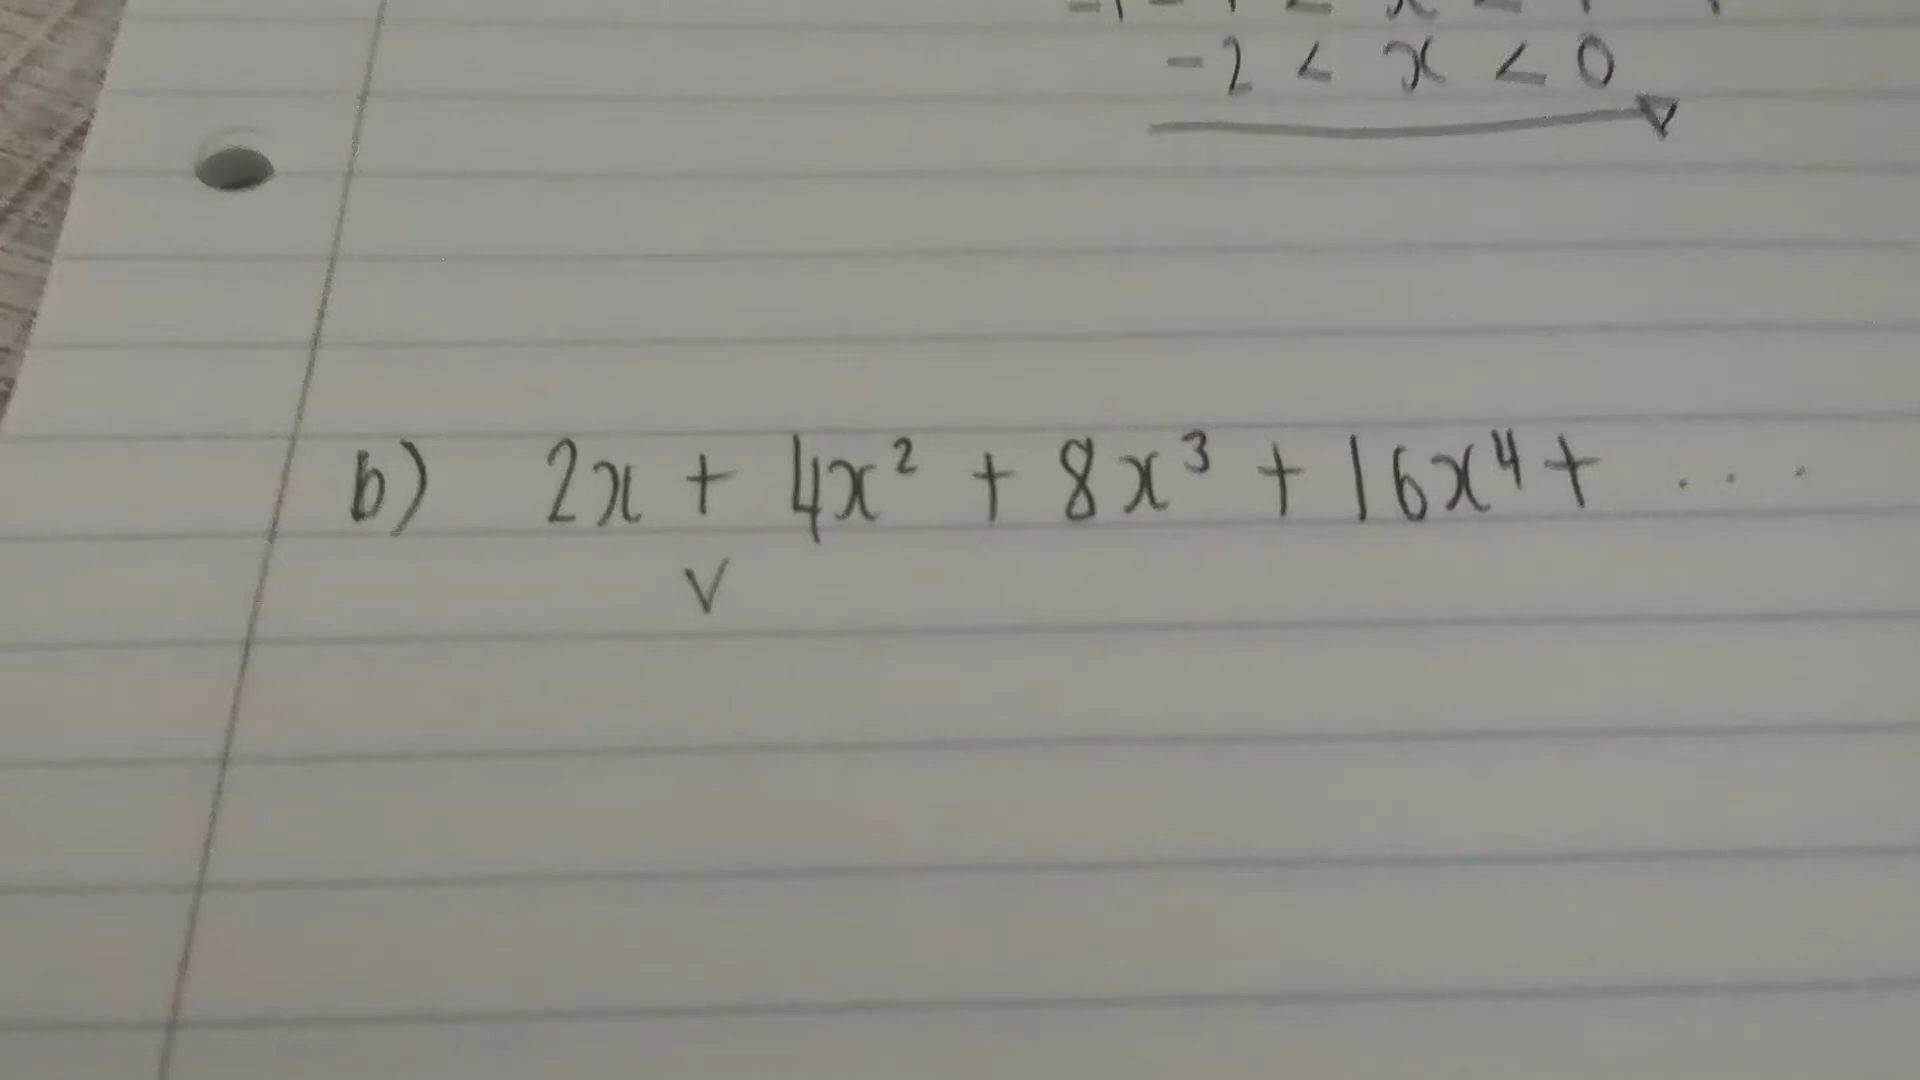 -2 < x < 0
b) 2x + 4x² + 8x³ + 16x⁴ + ...
v